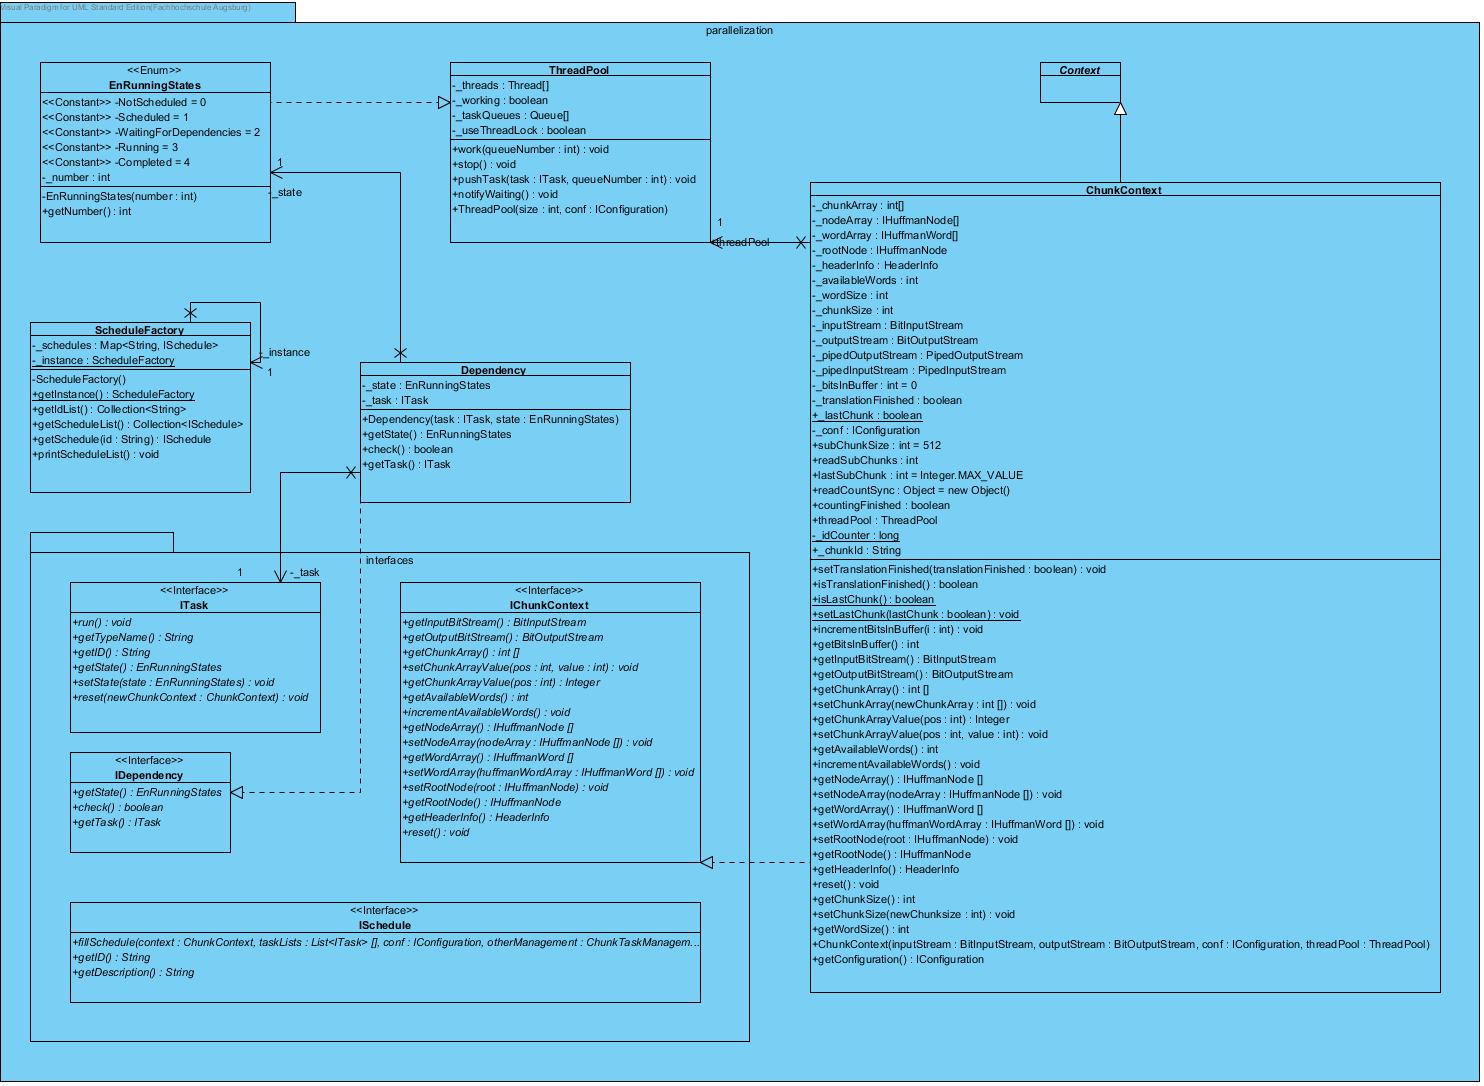 Visual Paradigm for UML Standard Edition(Fachhochschule Augsburg)
parallelization
<<Enum>>
EnRunningStates
<<Constant>> -NotScheduled = 0
<<Constant>> -Scheduled = 1
<<Constant>> -WaitingForDependencies = 2
<<Constant>> -Running = 3
<<Constant>> -Completed = 4
-_number : int
-EnRunningStates(number : int)
+getNumber() : int
1
-_state
ThreadPool
-_threads : Thread[]
-_working : boolean
-_taskQueues : Queue[]
-_useThreadLock : boolean
+work(queueNumber : int) : void
+stop() : void
+pushTask(task : ITask, queueNumber : int) : void
+notifyWaiting() : void
+ThreadPool(size : int, conf : IConfiguration)
1
+threadPool
Context
ChunkContext
-_chunkArray : int[]
-_nodeArray : IHuffmanNode[]
-_wordArray : IHuffmanWord[]
-_rootNode : IHuffmanNode
-_headerInfo : HeaderInfo
-_availableWords : int
-_wordSize : int
-_chunkSize : int
-_inputStream : BitInputStream
-_outputStream : BitOutputStream
-_pipedOutputStream : PipedOutputStream
-_pipedInputStream : PipedInputStream
-_bitsInBuffer : int = 0
-_translationFinished : boolean
+_lastChunk : boolean
-_conf : IConfiguration
+subChunkSize : int = 512
+readSubChunks : int
+lastSubChunk : int = Integer.MAX_VALUE
+readCountSync : Object = new Object()
+countingFinished : boolean
+threadPool : ThreadPool
-_idCounter : long
+_chunkId : String
+setTranslationFinished(translationFinished : boolean) : void
+isTranslationFinished() : boolean
+isLastChunk() : boolean
+setLastChunk(lastChunk : boolean) : void
+incrementBitsInBuffer(i : int) : void
+getBitsInBuffer() : int
+getInputBitStream() : BitInputStream
+getOutputBitStream() : BitOutputStream
+getChunkArray() : int []
+setChunkArray(newChunkArray : int []) : void
+getChunkArrayValue(pos : int) : Integer
+setChunkArrayValue(pos : int, value : int) : void
+getAvailableWords() : int
+incrementAvailableWords() : void
+getNodeArray() : IHuffmanNode []
+setNodeArray(nodeArray : IHuffmanNode []) : void
+getWordArray() : IHuffmanWord []
+setWordArray(huffmanWordArray : IHuffmanWord []) : void
+setRootNode(root : IHuffmanNode) : void
+getRootNode() : IHuffmanNode
+getHeaderInfo() : HeaderInfo
+reset() : void
+getChunkSize() : int
+setChunkSize(newChunksize : int) : void
+getWordSize() : int
+ChunkContext(inputStream : BitInputStream, outputStream : BitOutputStream, conf : IConfiguration, threadPool : ThreadPool)
+getConfiguration() : IConfiguration
ScheduleFactory
-_schedules : Map<String, ISchedule>
-_instance : ScheduleFactory
-ScheduleFactory()
+getInstance() : ScheduleFactory
+getIdList() : Collection<String>
+getScheduleList() : Collection<ISchedule>
+getSchedule(id : String) : ISchedule
+printScheduleList() : void
-_instance
1
Dependency
-_state : EnRunningStates
-_task : ITask
+Dependency(task : ITask, state : EnRunningStates)
+getState() : EnRunningStates
+check() : boolean
+getTask() : ITask
interfaces
1
-_task
<<Interface>>
ITask
+run() : void
+getTypeName() : String
+getID() : String
+getState() : EnRunningStates
+setState(state : EnRunningStates) : void
+reset(newChunkContext : ChunkContext) : void
<<Interface>>
IChunkContext
+getInputBitStream() : BitInputStream
+getOutputBitStream() : BitOutputStream
+getChunkArray() : int []
+setChunkArrayValue(pos : int, value : int) : void
+getChunkArrayValue(pos : int) : Integer
+getAvailableWords() : int
+incrementAvailableWords() : void
+getNodeArray() : IHuffmanNode []
+setNodeArray(nodeArray : IHuffmanNode []) : void
+getWordArray() : IHuffmanWord []
+setWordArray(huffmanWordArray : IHuffmanWord []) : void
+setRootNode(root : IHuffmanNode) : void
+getRootNode() : IHuffmanNode
+getHeaderInfo() : HeaderInfo
+reset() : void
<<Interface>>
IDependency
+getState() : EnRunningStates
+check() : boolean
+getTask() : ITask
<<Interface>>
ISchedule
+fillSchedule(context : ChunkContext, taskLists : List<ITask> [], conf : IConfiguration, otherManagement : ChunkTaskManagem...
+getID() : String
+getDescription() : String